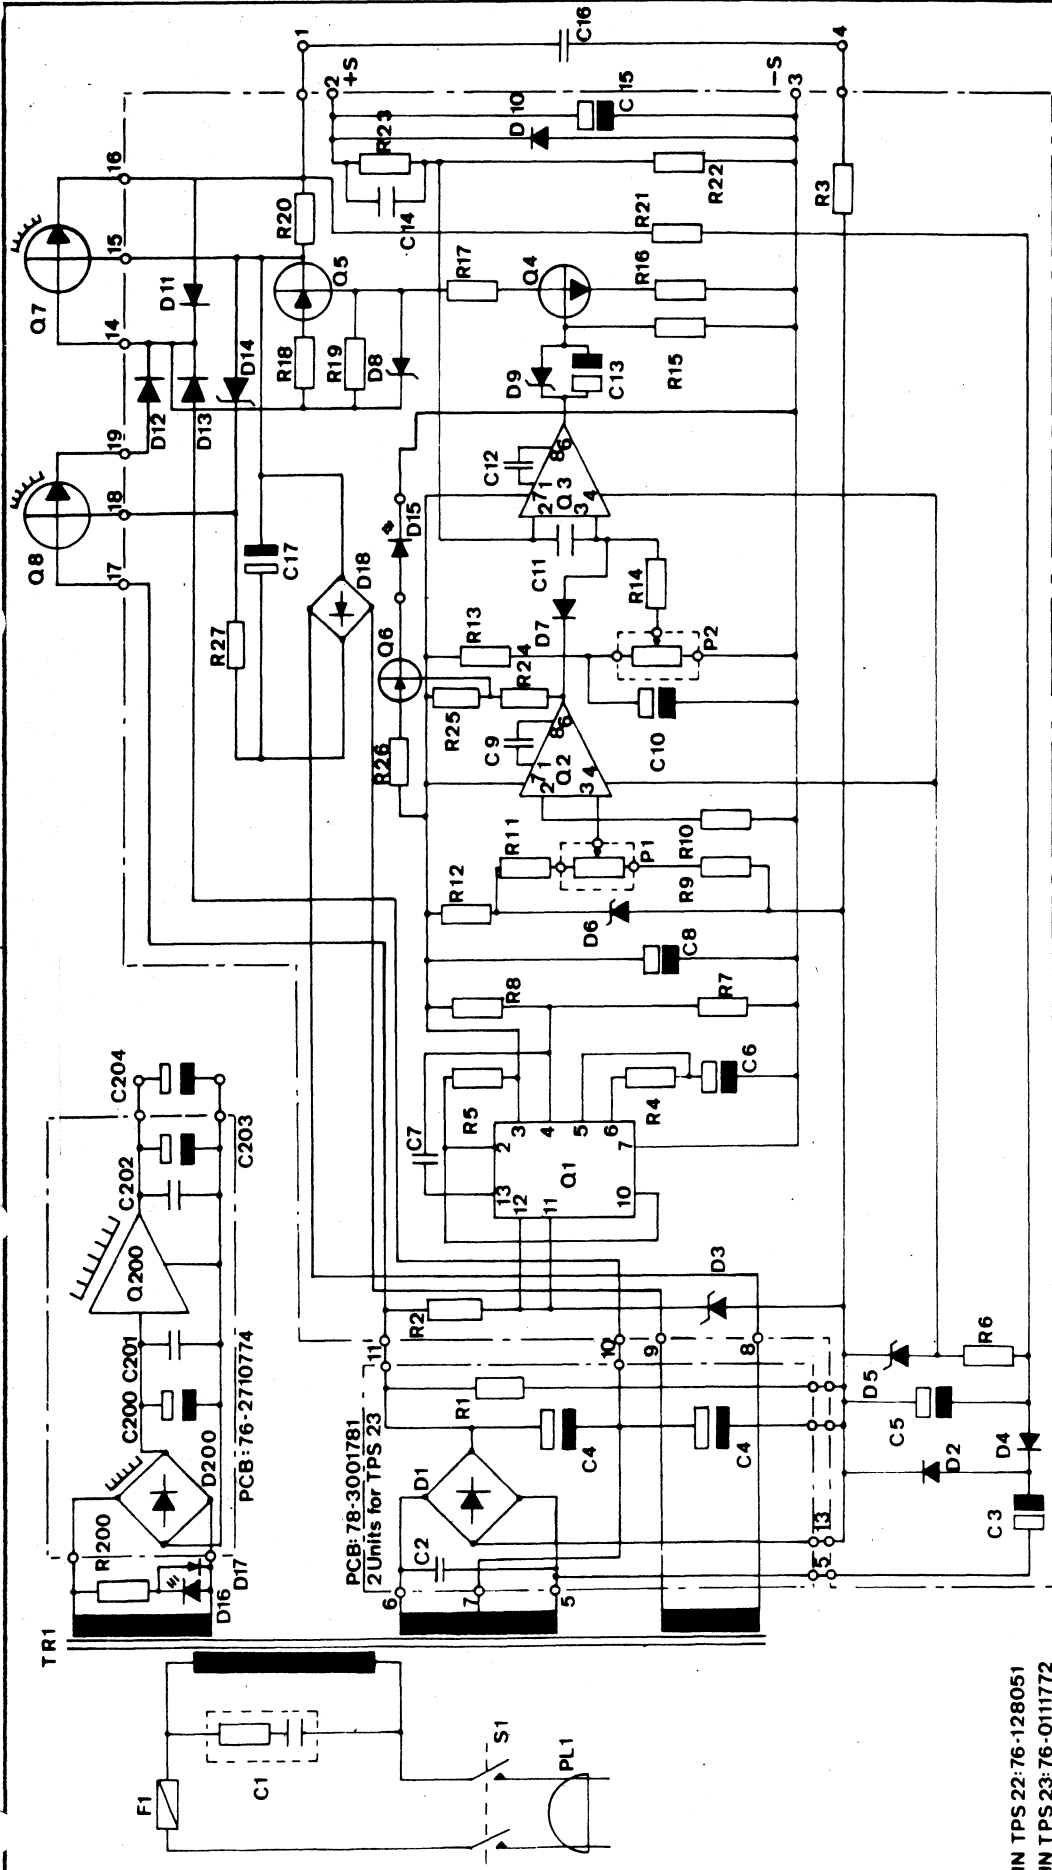 TR1
F1
C1
S1
PL1
R200
D16
D17
D200
C200
C201
Q200
C202
C203
C204
PCB: 76-2710774
PCB: 78-3001781
2 Units for TPS 23
6
7
5
C2
D1
R1
C4
C4
11
10
9
8
5
13
C3
D2
D4
C5
D5
R6
R2
D3
Q1
13
12
11
10
2
3
4
5
6
7
C7
R5
R4
C6
R8
R7
C8
R12
D6
R11
P1
R9
R10
Q2
7
1
2
3
4
8
6
C9
R26
R25
R24
Q6
R13
D7
C10
P2
R14
C11
D15
Q3
7
1
2
3
4
8
6
C12
D9
C13
R15
Q4
R16
R17
R21
R22
R3
Q8
17
18
19
R27
C17
D18
D12
D13
D14
D11
Q7
14
15
16
R18
R19
D8
Q5
R20
C14
R23
D10
C15
C16
1
2
+S
-S
3
4
IN TPS 22: 76-128051
IN TPS 23: 76-0111772